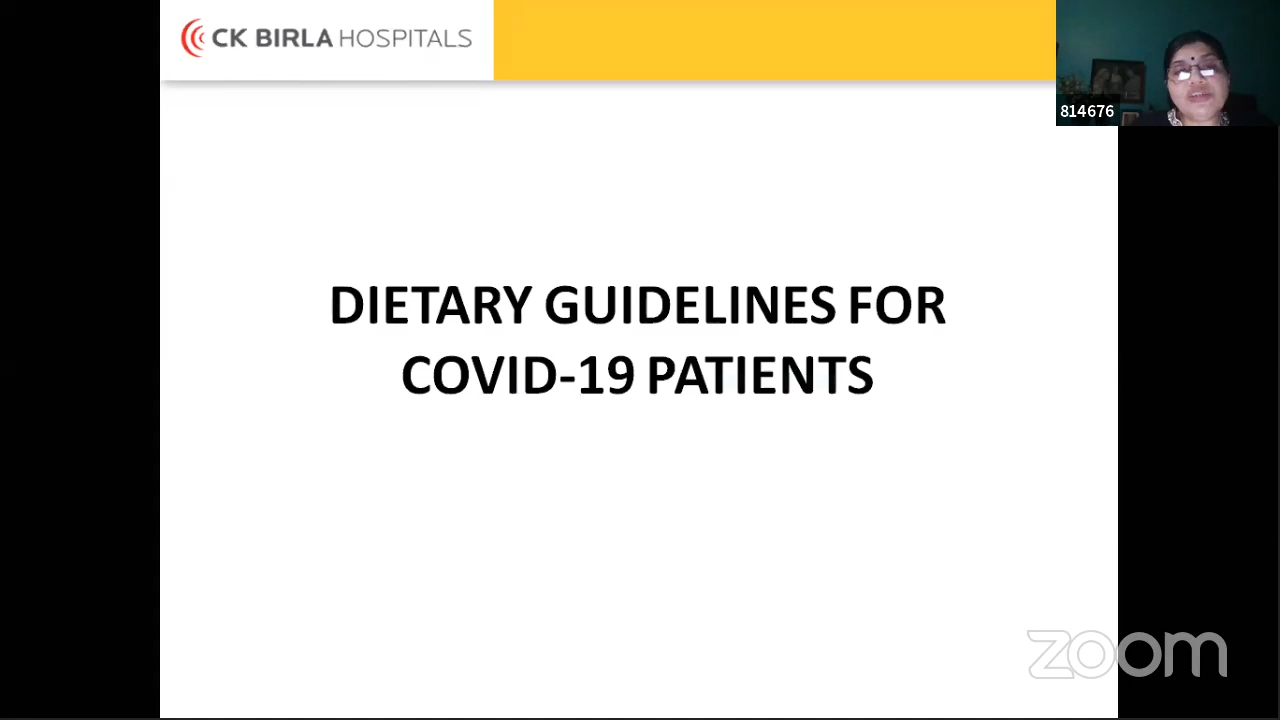 CK BIRLA HOSPITALS
814676
DIETARY GUIDELINES FOR
COVID-19 PATIENTS
zoom